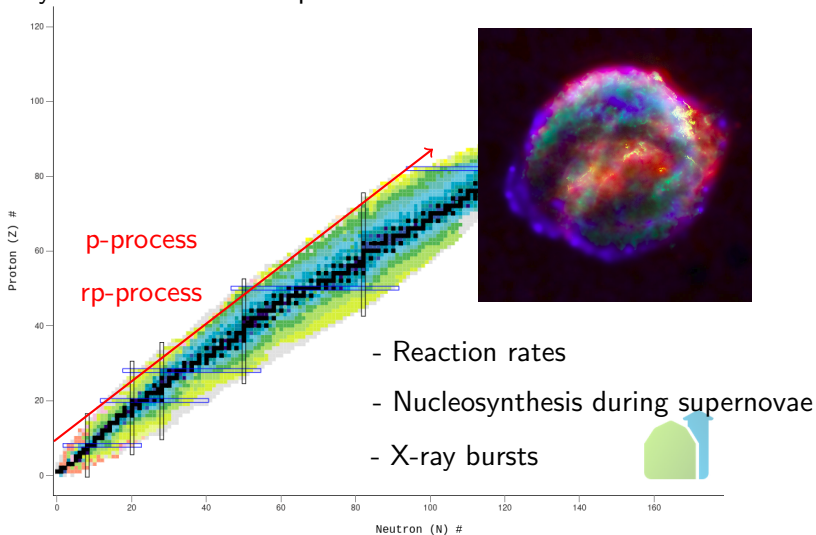 120
100
80
60
40
20
0
Proton (Z) #
p-process
rp-process
- Reaction rates
- Nucleosynthesis during supernovae
- X-ray bursts
0
20
40
60
80
100
120
140
160
Neutron (N) #